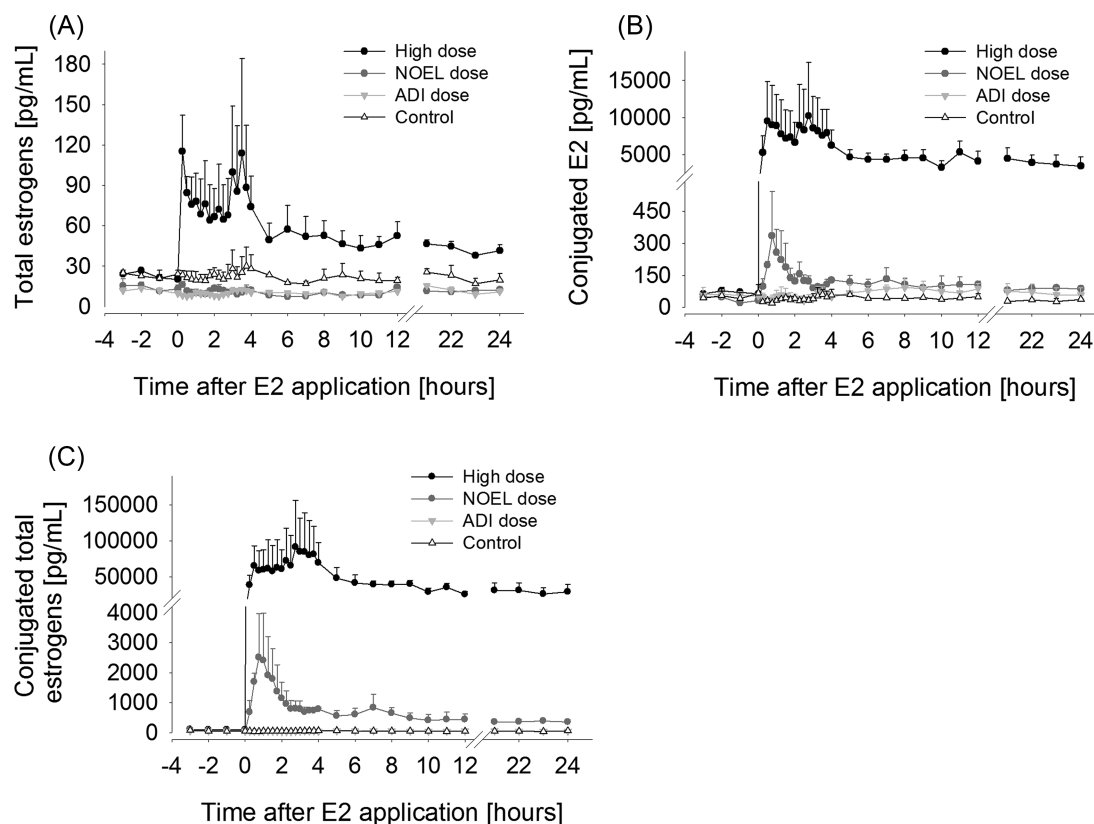 (A)
High dose
NOEL dose
ADI dose
Control
Total estrogens [pg/mL]
180
150
120
90
60
30
0
-4 -2 0 2 4 6 8 10 12 22 24
Time after E2 application [hours]
(B)
High dose
NOEL dose
ADI dose
Control
Conjugated E2 [pg/mL]
15000
10000
5000
450
300
150
0
-4 -2 0 2 4 6 8 10 12 22 24
Time after E2 application [hours]
(C)
High dose
NOEL dose
ADI dose
Control
Conjugated total
estrogens [pg/mL]
150000
100000
50000
4000
3000
2000
1000
0
-4 -2 0 2 4 6 8 10 12 22 24
Time after E2 application [hours]